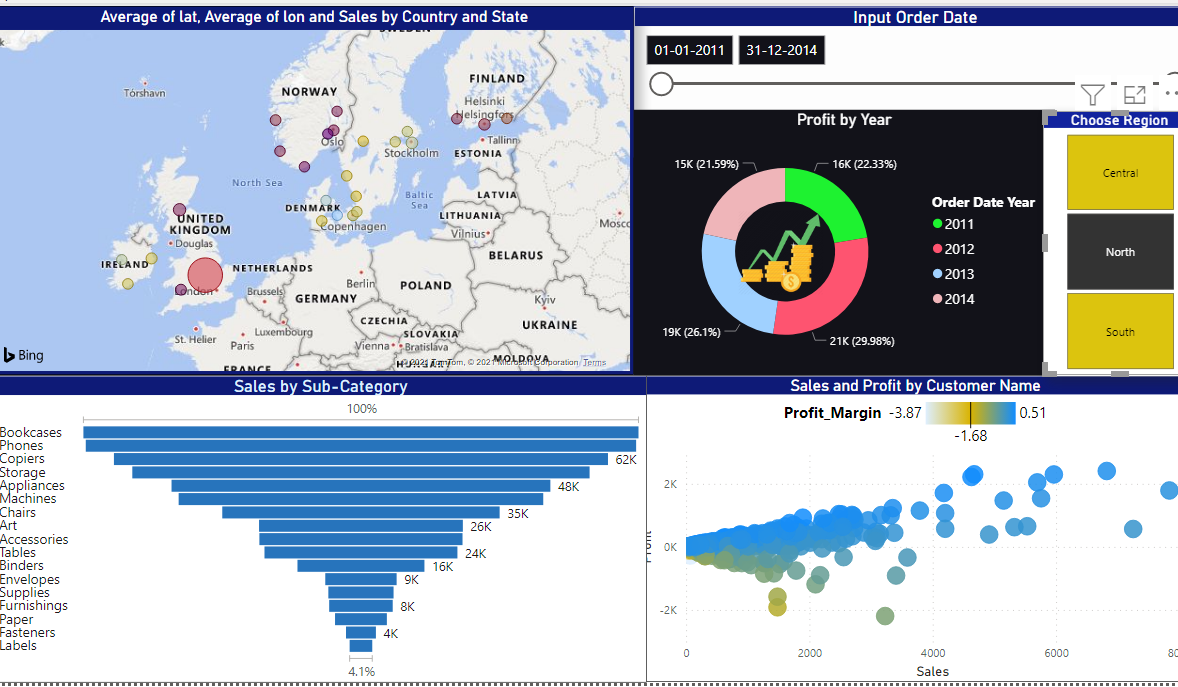 Average of lat, Average of lon and Sales by Country and State
SWEDEN
FINLAND
Tórshavn
NORWAY
Helsinki
Helsingfors
Oslo
Tallinn
Stockholm
ESTONIA
North Sea
Baltic
Sea
LATVIA
DENMARK
LITHUANIA
Copenhagen
Vilnius
UNITED
KINGDOM
Mosco
Douglas
BELARUS
IRELAND
NETHERLANDS
London
Brussels
Berlin
POLAND
GERMANY
Kyiv
Luxembourg
CZECHIA
UKRAINE
St. Helier
Paris
SLOVAKIA
Vienna
Bratislava
Bing
© 2021 TomTom, © 2021 Microsoft Corporation Terms
MOLDOVA
FRANCE
HUNGARY
Input Order Date
01-01-2011
31-12-2014
Profit by Year
15K (21.59%)
16K (22.33%)
19K (26.1%)
21K (29.98%)
Order Date Year
2011
2012
2013
2014
Choose Region
Central
North
South
Sales by Sub-Category
100%
Bookcases
Phones
Copiers 62K
Storage
Appliances 48K
Machines
Chairs 35K
Art 26K
Accessories
Tables 24K
Binders 16K
Envelopes 9K
Supplies
Furnishings 8K
Paper
Fasteners 4K
Labels
4.1%
Sales and Profit by Customer Name
Profit_Margin -3.87 0.51
-1.68
2K
0K
-2K
Profit
0 2000 4000 6000 80
Sales